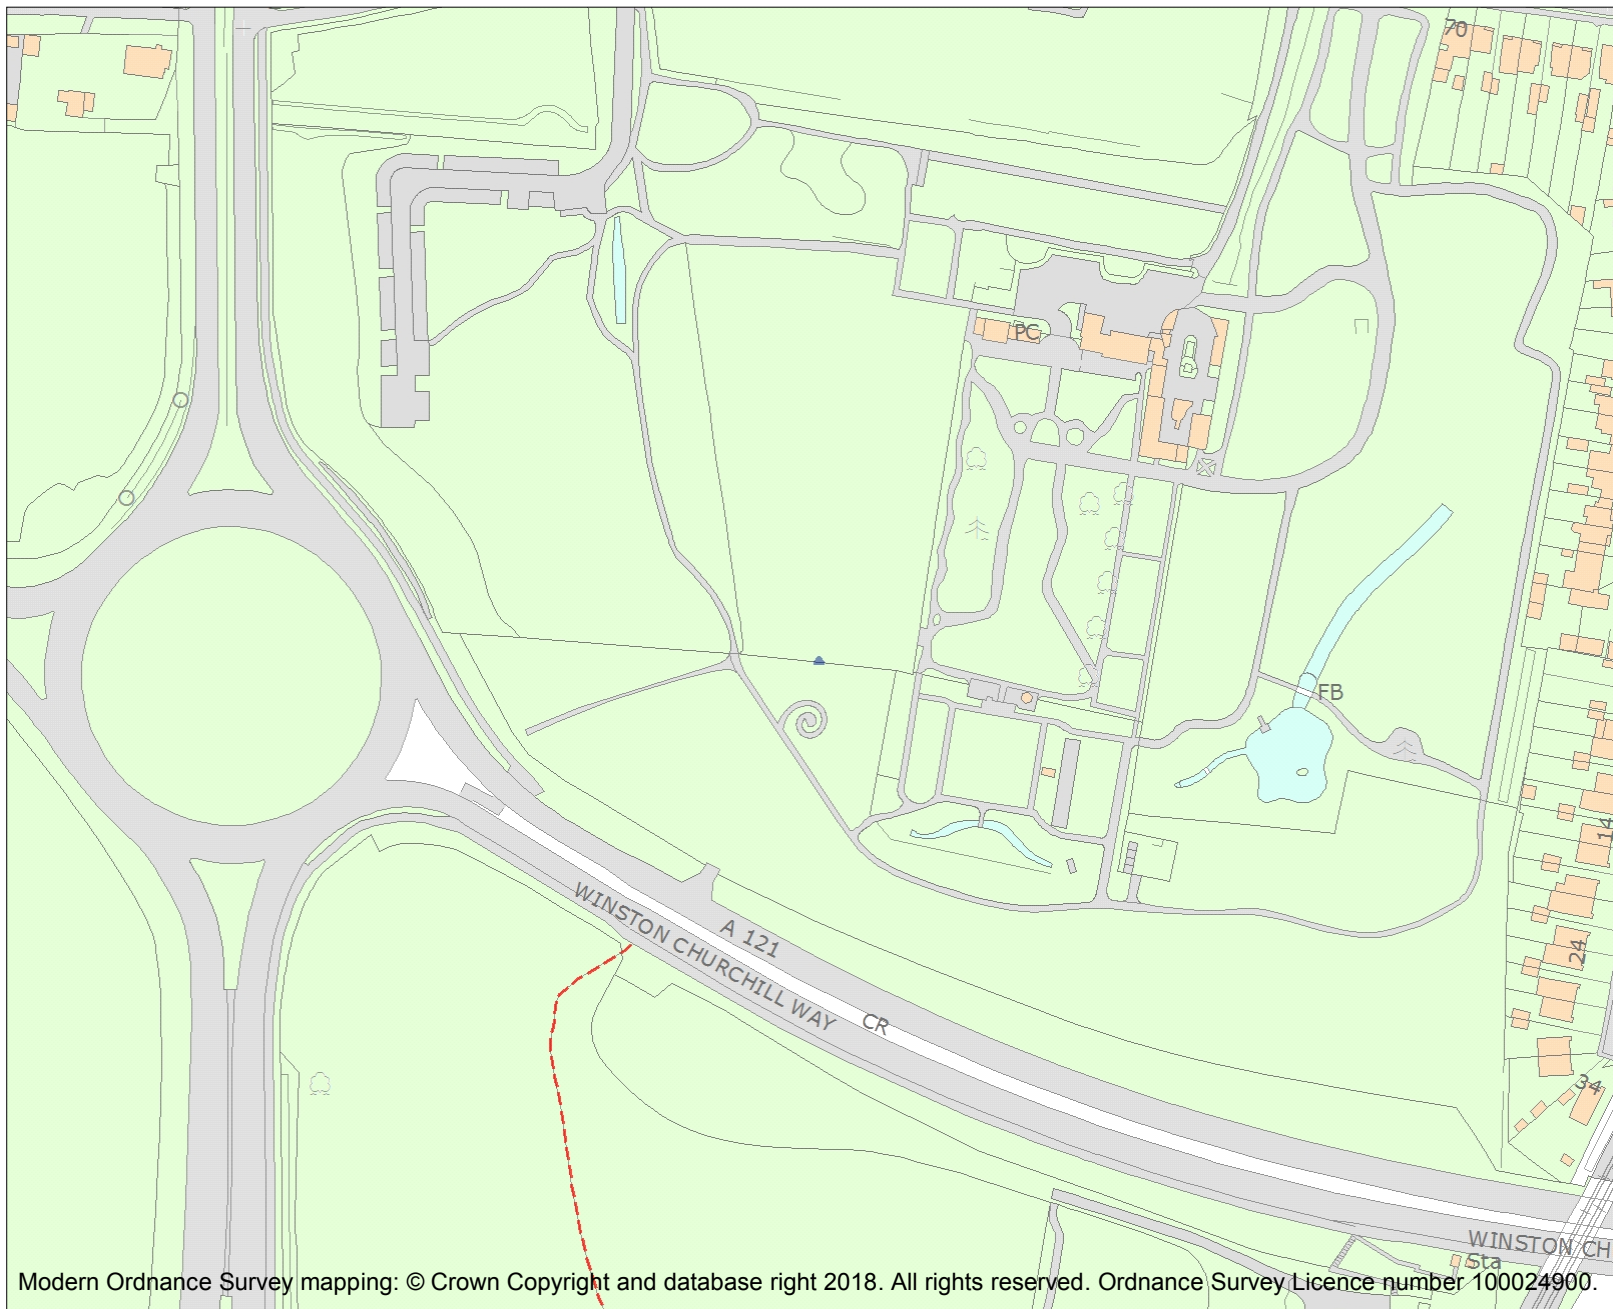 70
PC
FB
14
A 121
WINSTON CHURCHILL WAY
CR
24
34
WINSTON CH
Sta
Modern Ordnance Survey mapping: © Crown Copyright and database right 2018. All rights reserved. Ordnance Survey Licence number 100024900.